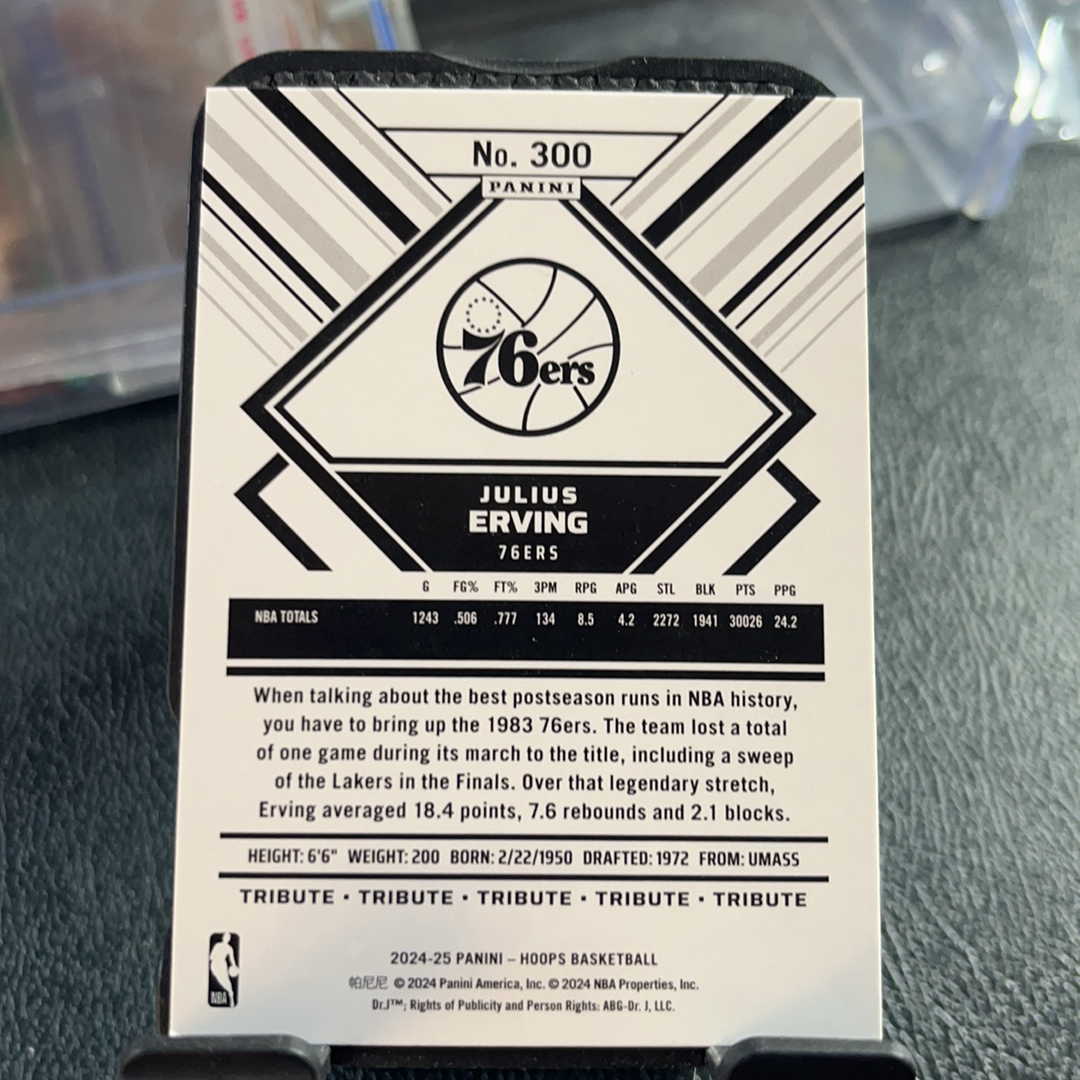 No. 300
PANINI
76ers
JULIUS
ERVING
76ERS
G FG% FT% 3PM RPG APG STL BLK PTS PPG
NBA TOTALS 1243 .506 .777 134 8.5 4.2 2272 1941 30026 24.2
When talking about the best postseason runs in NBA history,
you have to bring up the 1983 76ers. The team lost a total
of one game during its march to the title, including a sweep
of the Lakers in the Finals. Over that legendary stretch,
Erving averaged 18.4 points, 7.6 rebounds and 2.1 blocks.
HEIGHT: 6'6" WEIGHT: 200 BORN: 2/22/1950 DRAFTED: 1972 FROM: UMASS
TRIBUTE • TRIBUTE • TRIBUTE • TRIBUTE • TRIBUTE
NBA
2024-25 PANINI – HOOPS BASKETBALL
帕尼尼 © 2024 Panini America, Inc. © 2024 NBA Properties, Inc.
Dr.J™; Rights of Publicity and Person Rights: ABG-Dr. J, LLC.